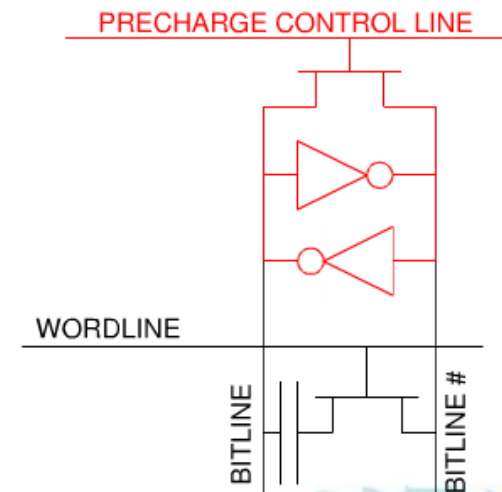 PRECHARGE CONTROL LINE
WORDLINE
BITLINE
BITLINE #